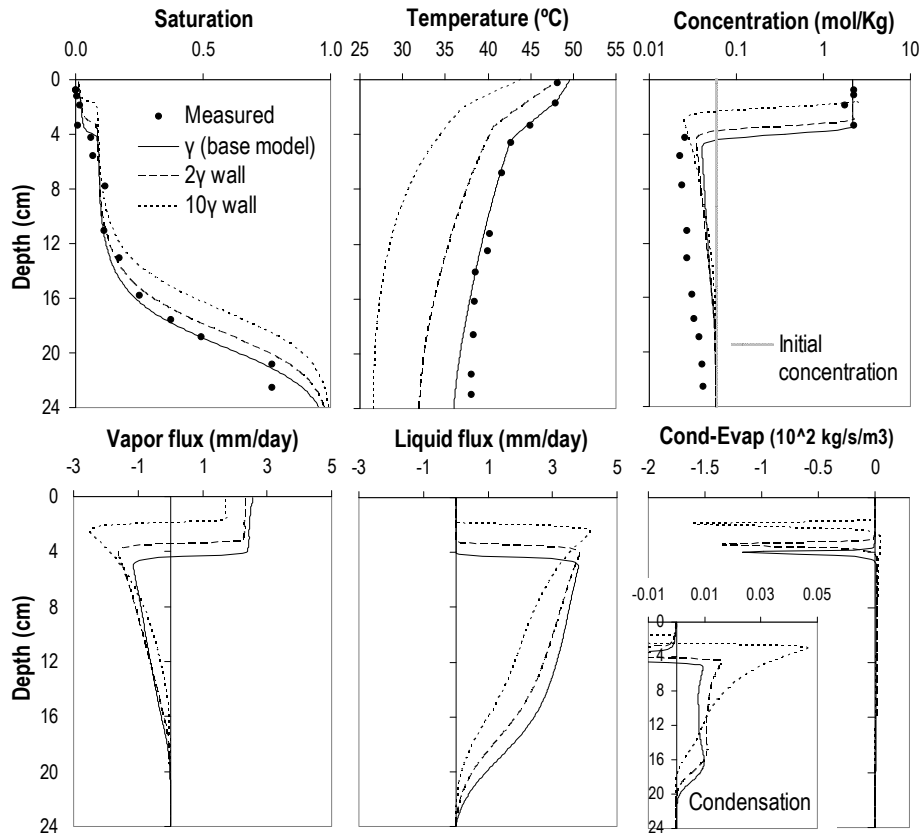 Saturation
0.0 0.5 1.0
Temperature (ºC)
25 30 35 40 45 50 55
Concentration (mol/Kg)
0.01 0.1 1 10
Depth (cm)
0
4
8
12
16
20
24
Measured
γ (base model)
2γ wall
10γ wall
Initial
concentration
Vapor flux (mm/day)
-3 -1 1 3 5
Liquid flux (mm/day)
-3 -1 1 3 5
Cond-Evap (10^2 kg/s/m3)
-2 -1.5 -1 -0.5 0
Depth (cm)
0
4
8
12
16
20
24
-0.01 0.01 0.03 0.05
0
4
8
12
16
20
24
Condensation